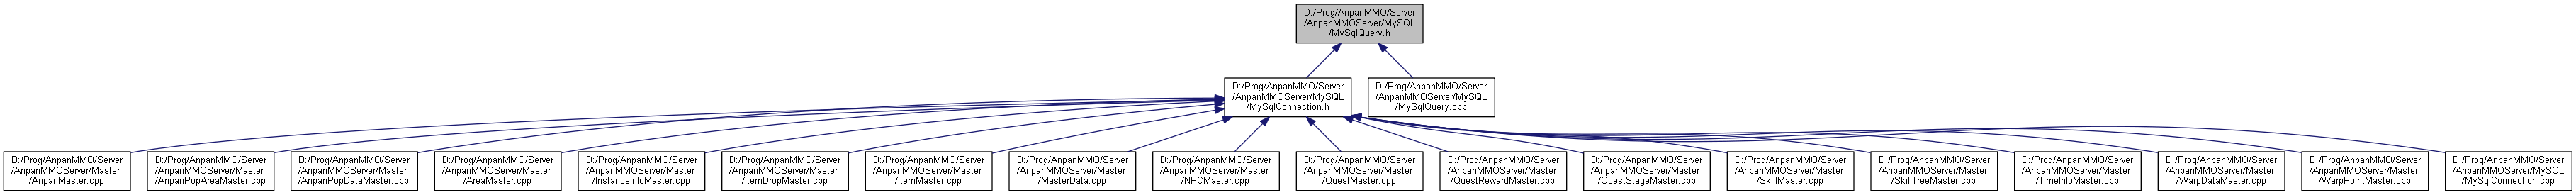 D:/Prog/AnpanMMO/Server
/AnpanMMOServer/MySQL
/MySqlQuery.h
D:/Prog/AnpanMMO/Server
/AnpanMMOServer/MySQL
/MySqlConnection.h
D:/Prog/AnpanMMO/Server
/AnpanMMOServer/MySQL
/MySqlQuery.cpp
D:/Prog/AnpanMMO/Server
/AnpanMMOServer/Master
/AnpanMaster.cpp
D:/Prog/AnpanMMO/Server
/AnpanMMOServer/Master
/AnpanPopAreaMaster.cpp
D:/Prog/AnpanMMO/Server
/AnpanMMOServer/Master
/AnpanPopDataMaster.cpp
D:/Prog/AnpanMMO/Server
/AnpanMMOServer/Master
/AreaMaster.cpp
D:/Prog/AnpanMMO/Server
/AnpanMMOServer/Master
/InstanceInfoMaster.cpp
D:/Prog/AnpanMMO/Server
/AnpanMMOServer/Master
/ItemDropMaster.cpp
D:/Prog/AnpanMMO/Server
/AnpanMMOServer/Master
/ItemMaster.cpp
D:/Prog/AnpanMMO/Server
/AnpanMMOServer/Master
/MasterData.cpp
D:/Prog/AnpanMMO/Server
/AnpanMMOServer/Master
/NPCMaster.cpp
D:/Prog/AnpanMMO/Server
/AnpanMMOServer/Master
/QuestMaster.cpp
D:/Prog/AnpanMMO/Server
/AnpanMMOServer/Master
/QuestRewardMaster.cpp
D:/Prog/AnpanMMO/Server
/AnpanMMOServer/Master
/QuestStageMaster.cpp
D:/Prog/AnpanMMO/Server
/AnpanMMOServer/Master
/SkillMaster.cpp
D:/Prog/AnpanMMO/Server
/AnpanMMOServer/Master
/SkillTreeMaster.cpp
D:/Prog/AnpanMMO/Server
/AnpanMMOServer/Master
/TimeInfoMaster.cpp
D:/Prog/AnpanMMO/Server
/AnpanMMOServer/Master
/WarpDataMaster.cpp
D:/Prog/AnpanMMO/Server
/AnpanMMOServer/Master
/WarpPointMaster.cpp
D:/Prog/AnpanMMO/Server
/AnpanMMOServer/MySQL
/MySqlConnection.cpp